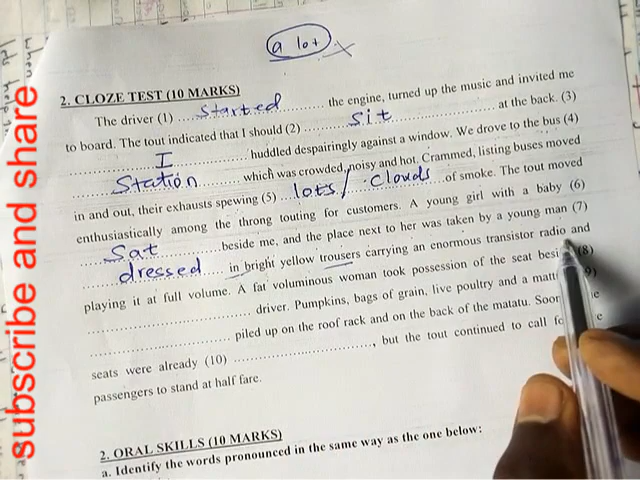 a lot
2. CLOZE TEST (10 MARKS)
The driver (1) ....started.............. the engine, turned up the music and invited me
to board. The tout indicated that I should (2) ...........sit................... at the back. (3)
....................I.................. huddled despairingly against a window. We drove to the bus (4)
.......Station......... which was crowded, noisy and hot. Crammed, listing buses moved
in and out, their exhausts spewing (5) ...lots/ clouds...of smoke. The tout moved
enthusiastically among the throng touting for customers. A young girl with a baby (6)
.......Sat..................beside me, and the place next to her was taken by a young man (7)
........dressed.... in bright yellow trousers carrying an enormous transistor radio and
playing it at full volume. A fat voluminous woman took possession of the seat (8)
.................................... driver. Pumpkins, bags of grain, live poultry and a 9)
.................................... piled up on the roof rack and on the back of the matatu. Soon
seats were already (10) ...................................., but the tout continued to call
passengers to stand at half fare.
2. ORAL SKILLS (10 MARKS)
a. Identify the words pronounced in the same way as the one below:
subscribe and share